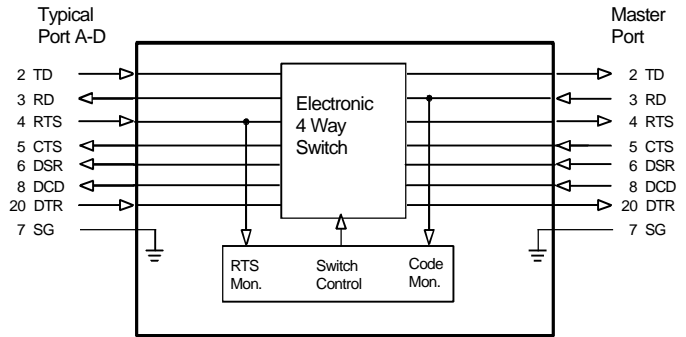 Typical
Port A-D
Master
Port
2 TD
3 RD
4 RTS
5 CTS
6 DSR
8 DCD
20 DTR
7 SG
Electronic
4 Way
Switch
RTS
Mon.
Switch
Control
Code
Mon.
2 TD
3 RD
4 RTS
5 CTS
6 DSR
8 DCD
20 DTR
7 SG